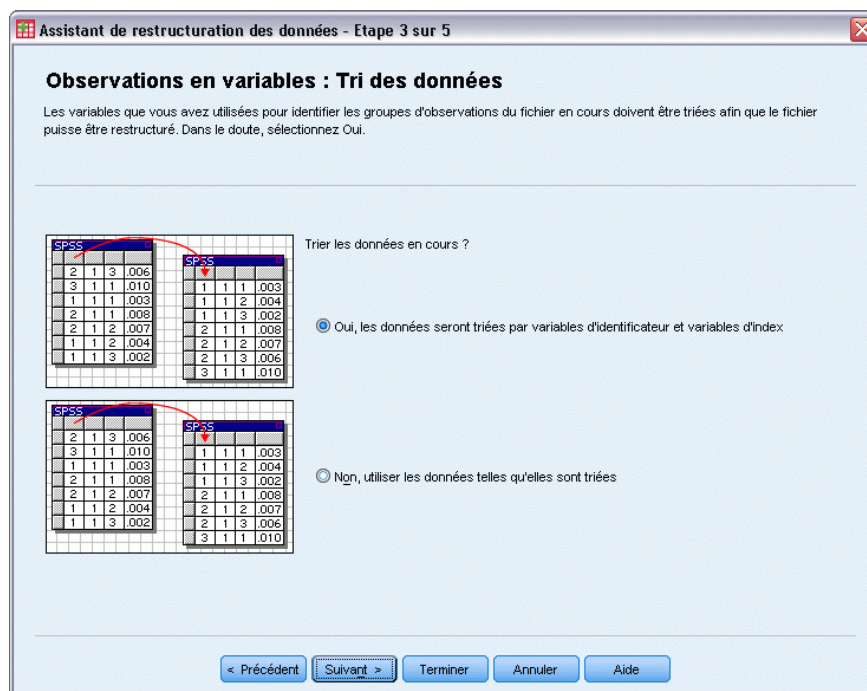 Assistant de restructuration des données - Etape 3 sur 5
Observations en variables : Tri des données
Les variables que vous avez utilisées pour identifier les groupes d'observations du fichier en cours doivent être triées afin que le fichier
puisse être restructuré. Dans le doute, sélectionnez Oui.
Trier les données en cours ?
SPSS
2 1 3 .006
3 1 1 .010
1 1 1 .003
2 1 1 .008
2 1 2 .007
1 1 2 .004
1 1 3 .002
SPSS
1 1 1 .003
1 1 2 .004
1 1 3 .002
2 1 1 .008
2 1 2 .007
2 1 3 .006
3 1 1 .010
Oui, les données seront triées par variables d'identificateur et variables d'index
SPSS
2 1 3 .006
3 1 1 .010
1 1 1 .003
2 1 1 .008
2 1 2 .007
1 1 2 .004
1 1 3 .002
SPSS
1 1 1 .003
1 1 2 .004
1 1 3 .002
2 1 1 .008
2 1 2 .007
2 1 3 .006
3 1 1 .010
Non, utiliser les données telles qu'elles sont triées
< Précédent Suivant > Terminer Annuler Aide